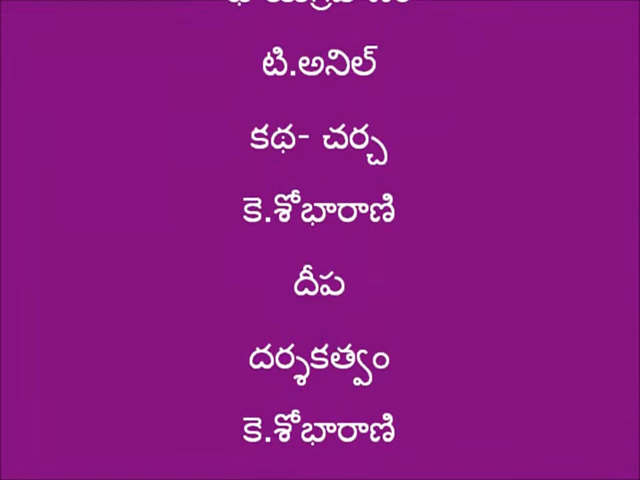 టి.అనిల్
కథ- చర్చ
కె.శోభారాణి
దీప
దర్శకత్వం
కె.శోభారాణి